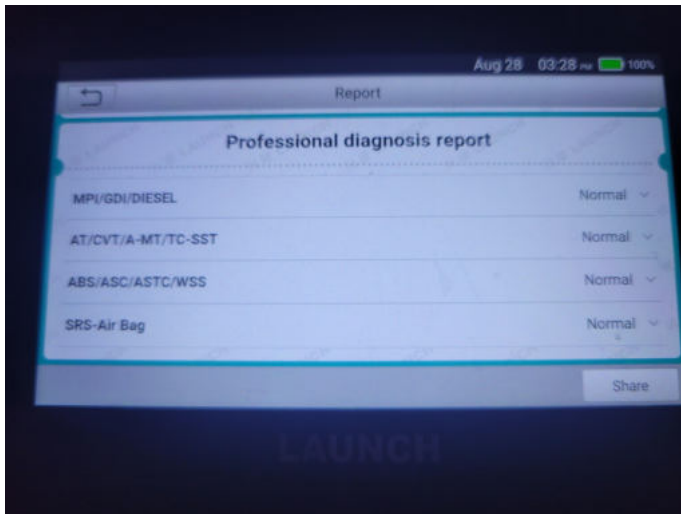 Aug 28 03:28 PM 100%
Report
Professional diagnosis report
MPI/GDI/DIESEL Normal
AT/CVT/A-MT/TC-SST Normal
ABS/ASC/ASTC/WSS Normal
SRS-Air Bag Normal
Share
LAUNCH